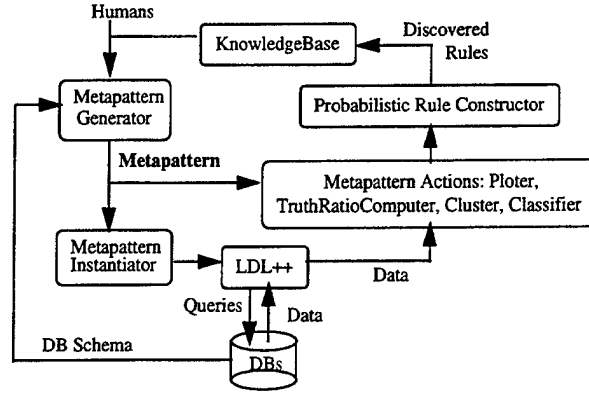 Humans
KnowledgeBase
Discovered
Rules
Metapattern
Generator
Probabilistic Rule Constructor
Metapattern
Metapattern Actions: Ploter,
TruthRatioComputer, Cluster, Classifier
Metapattern
Instantiator
LDL++
Data
Queries
Data
DB Schema
DBs